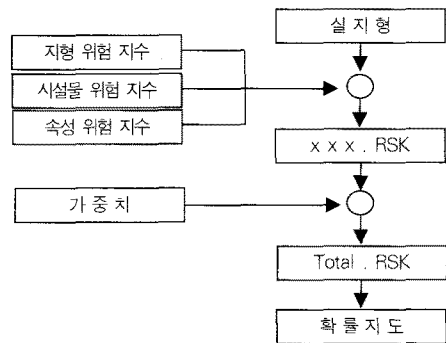 실 지 형
지형 위험 지수
시설물 위험 지수
속성 위험 지수
x x x . RSK
가 중 치
Total . RSK
확 률 지 도